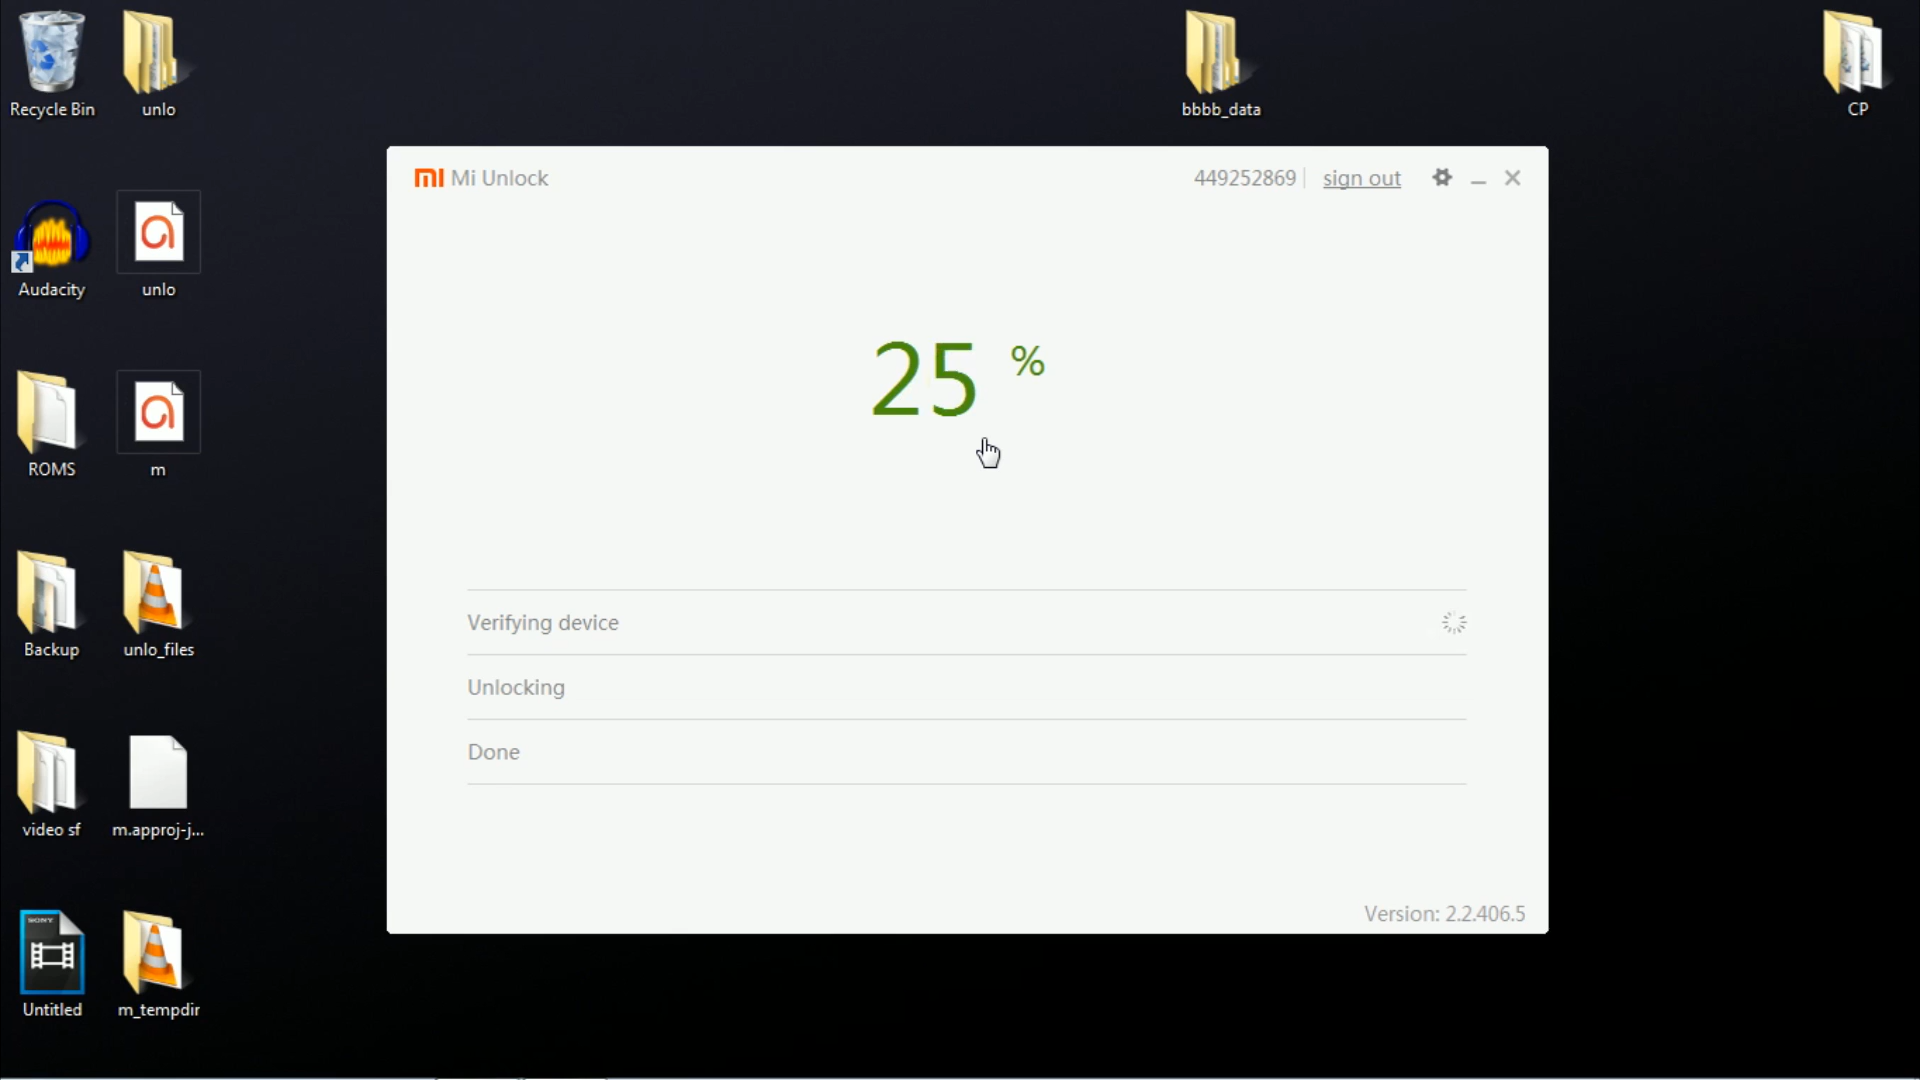 Recycle Bin
unlo
bbbb_data
CP
Mi Unlock
449252869
sign out
Audacity
unlo
25 %
ROMS
m
Verifying device
Backup
unlo_files
Unlocking
Done
video sf
m.approj-j...
Version: 2.2.406.5
SONY
Untitled
m_tempdir